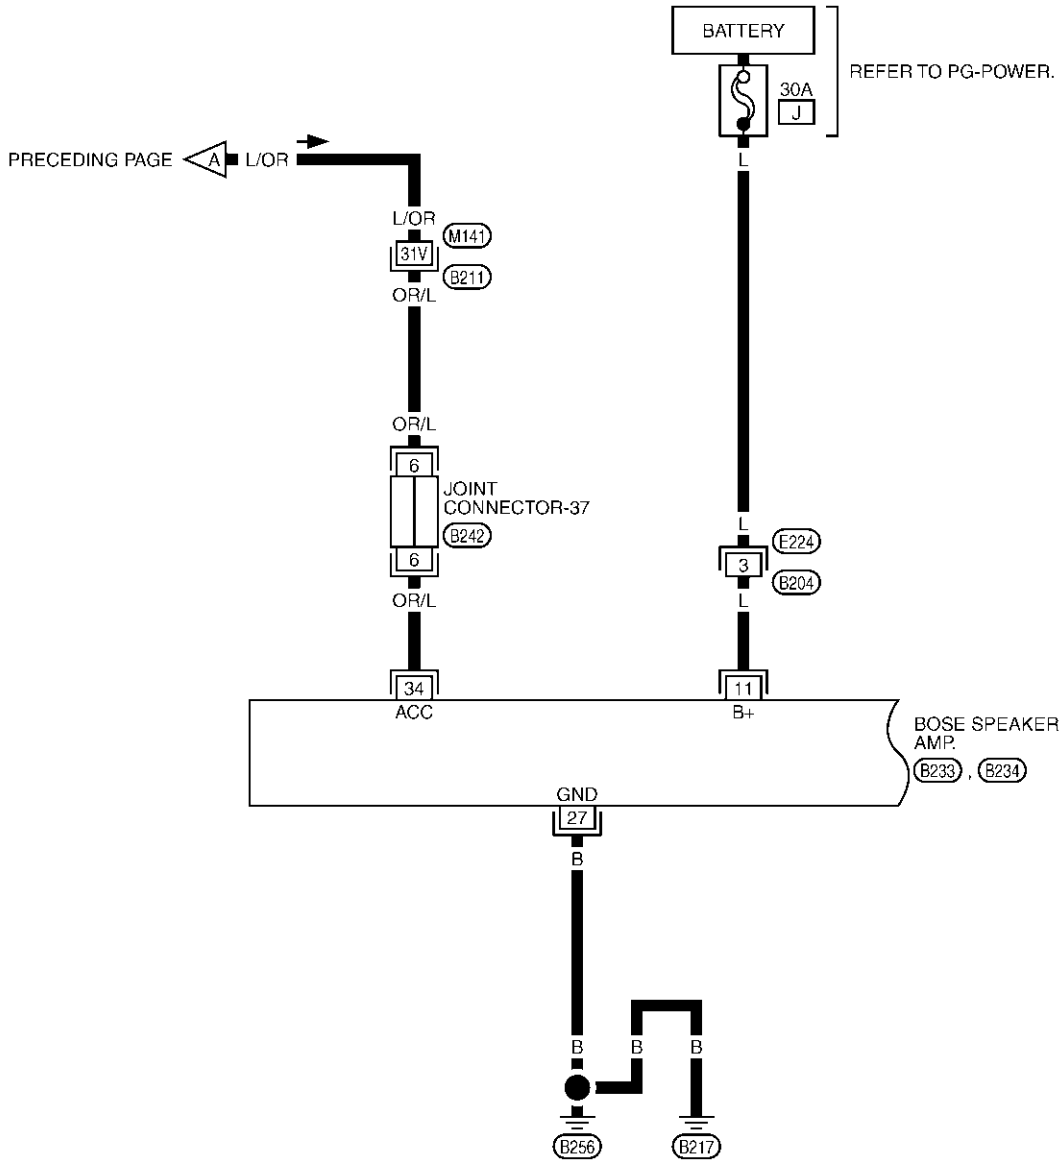 BATTERY
REFER TO PG-POWER.
30A
J
L
PRECEDING PAGE
A
L/OR
L/OR
M141
31V
B211
OR/L
OR/L
6
JOINT
CONNECTOR-37
B242
6
OR/L
L
E224
3
B204
L
34
ACC
11
B+
BOSE SPEAKER
AMP.
B233 , B234
GND
27
B
B
B
B
B256
B217